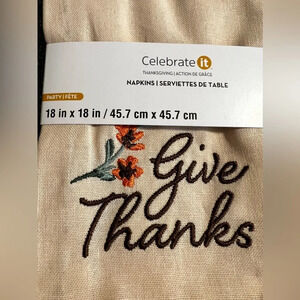 Celebrate it
THANKSGIVING | ACTION DE GRÂCE
NAPKINS | SERVIETTES DE TABLE
PARTY | FÊTE
18 in x 18 in / 45.7 cm x 45.7 cm
Give
Thanks